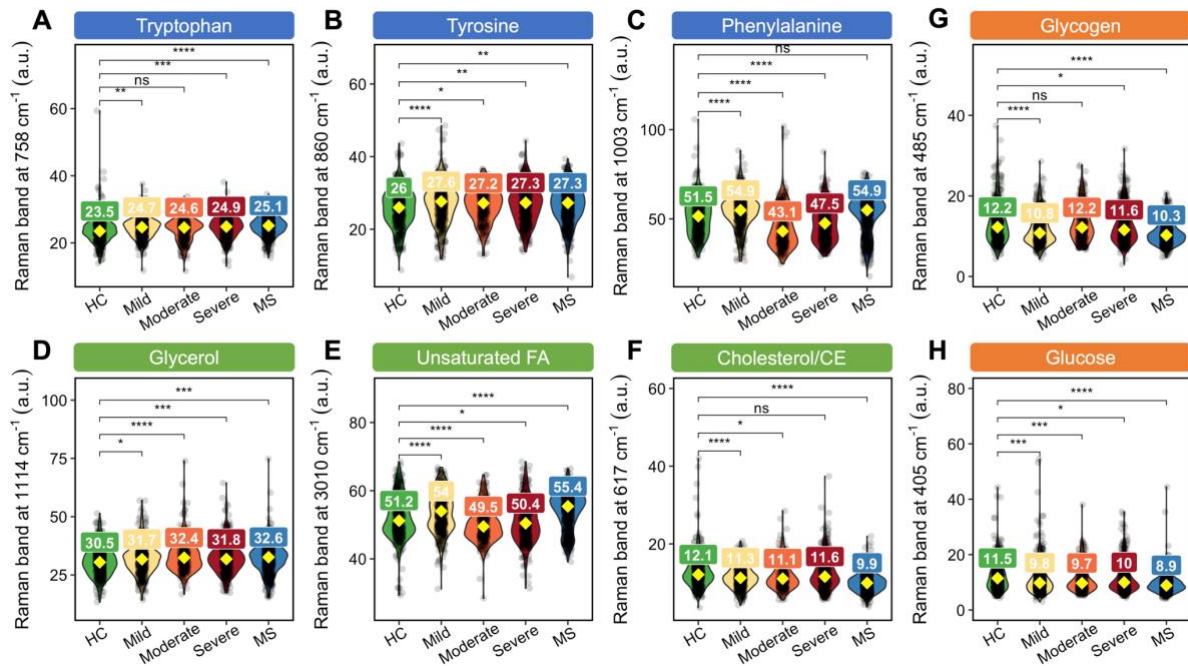 A
Tryptophan
Raman band at 758 cm⁻¹ (a.u.)
60
40
20
****
***
ns
**
23.5 24.7 24.6 24.9 25.1
HC Mild Moderate Severe MS
B
Tyrosine
Raman band at 860 cm⁻¹ (a.u.)
60
40
20
**
**
*
****
26 27.6 27.2 27.3 27.3
HC Mild Moderate Severe MS
C
Phenylalanine
Raman band at 1003 cm⁻¹ (a.u.)
100
50
ns
****
****
****
51.5 54.9 43.1 47.5 54.9
HC Mild Moderate Severe MS
G
Glycogen
Raman band at 485 cm⁻¹ (a.u.)
40
20
0
****
*
ns
****
12.2 10.8 12.2 11.6 10.3
HC Mild Moderate Severe MS
D
Glycerol
Raman band at 1114 cm⁻¹ (a.u.)
100
75
50
25
***
***
****
*
30.5 31.7 32.4 31.8 32.6
HC Mild Moderate Severe MS
E
Unsaturated FA
Raman band at 3010 cm⁻¹ (a.u.)
80
60
40
****
*
****
****
51.2 54 49.5 50.4 55.4
HC Mild Moderate Severe MS
F
Cholesterol/CE
Raman band at 617 cm⁻¹ (a.u.)
60
40
20
****
ns
*
****
12.1 11.3 11.1 11.6 9.9
HC Mild Moderate Severe MS
H
Glucose
Raman band at 405 cm⁻¹ (a.u.)
80
60
40
20
0
****
*
***
***
11.5 9.8 9.7 10 8.9
HC Mild Moderate Severe MS